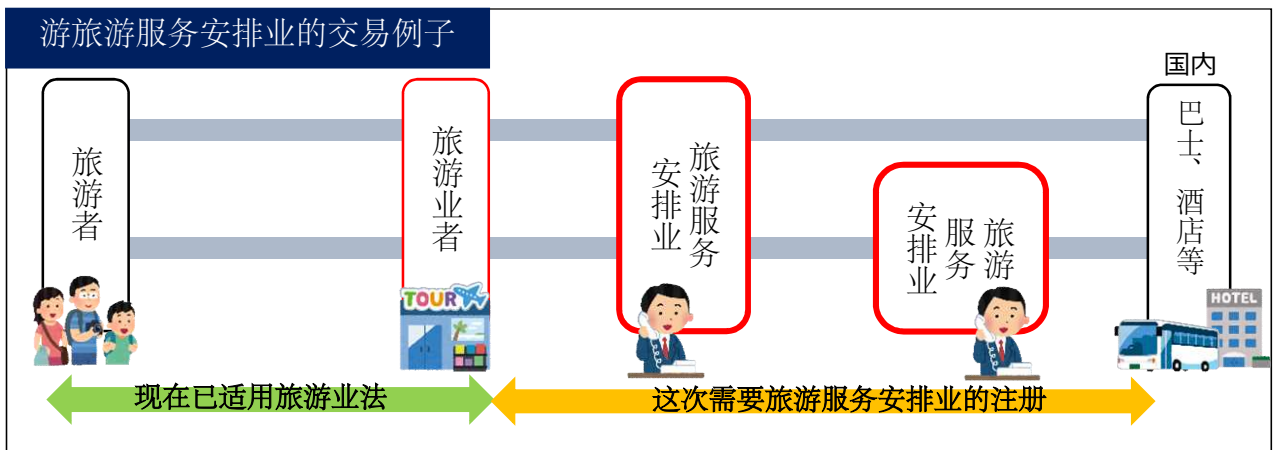 游旅游服务安排业的交易例子
国内
旅游者
旅游业者
旅游服务
安排业
旅游
服务
安排业
巴士、酒店等
TOUR
HOTEL
现在已适用旅游业法
这次需要旅游服务安排业的注册